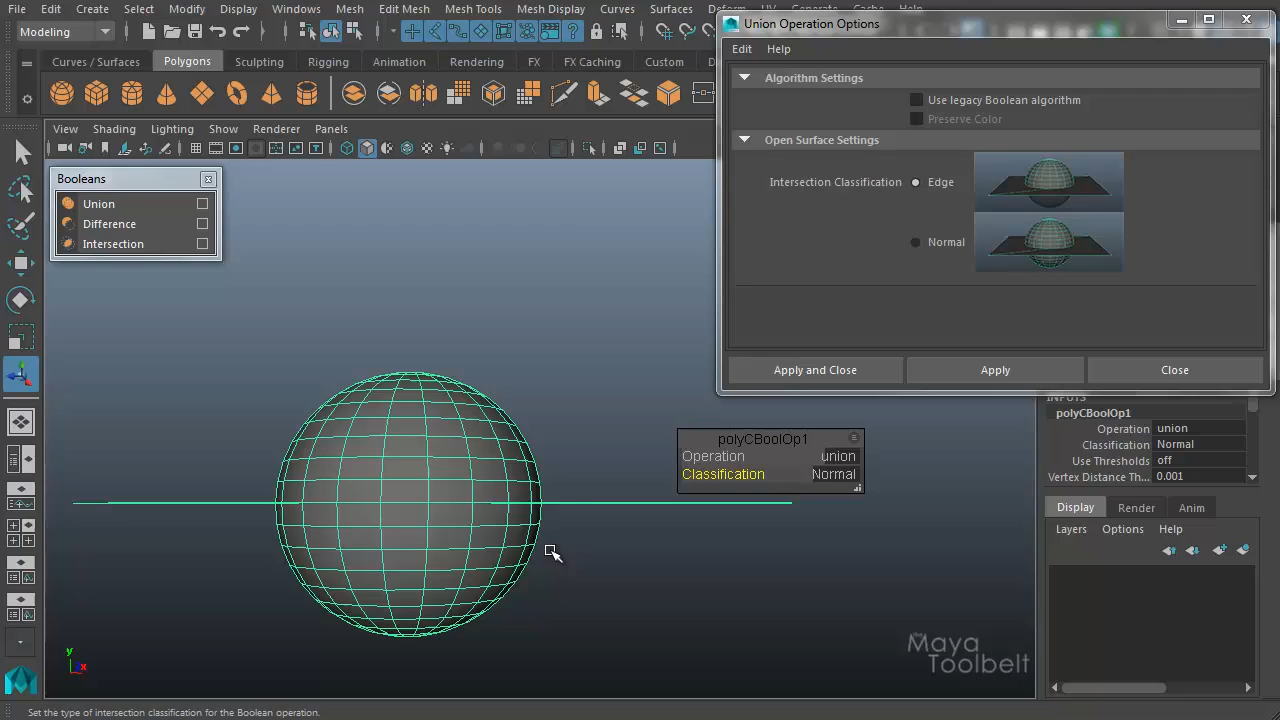 File Edit Create Select Modify Display Windows Mesh Edit Mesh Mesh Tools Mesh Display Curves Surfaces Deform UV Generate Cache Help
Union Operation Options
Modeling
Edit Help
Curves / Surfaces Polygons Sculpting Rigging Animation Rendering FX FX Caching Custom
Algorithm Settings
Use legacy Boolean algorithm
Preserve Color
View Shading Lighting Show Renderer Panels
Open Surface Settings
Booleans
Intersection Classification Edge
Union
Difference
Intersection
Normal
Apply and Close Apply Close
INPUTS
polyCBoolOp1
Operation union
Classification Normal
Use Thresholds off
Vertex Distance Th... 0.001
polyCBoolOp1
Operation union
Classification Normal
Display Render Anim
Layers Options Help
y
x
the
Maya
Toolbelt
Set the type of intersection classification for the Boolean operation.